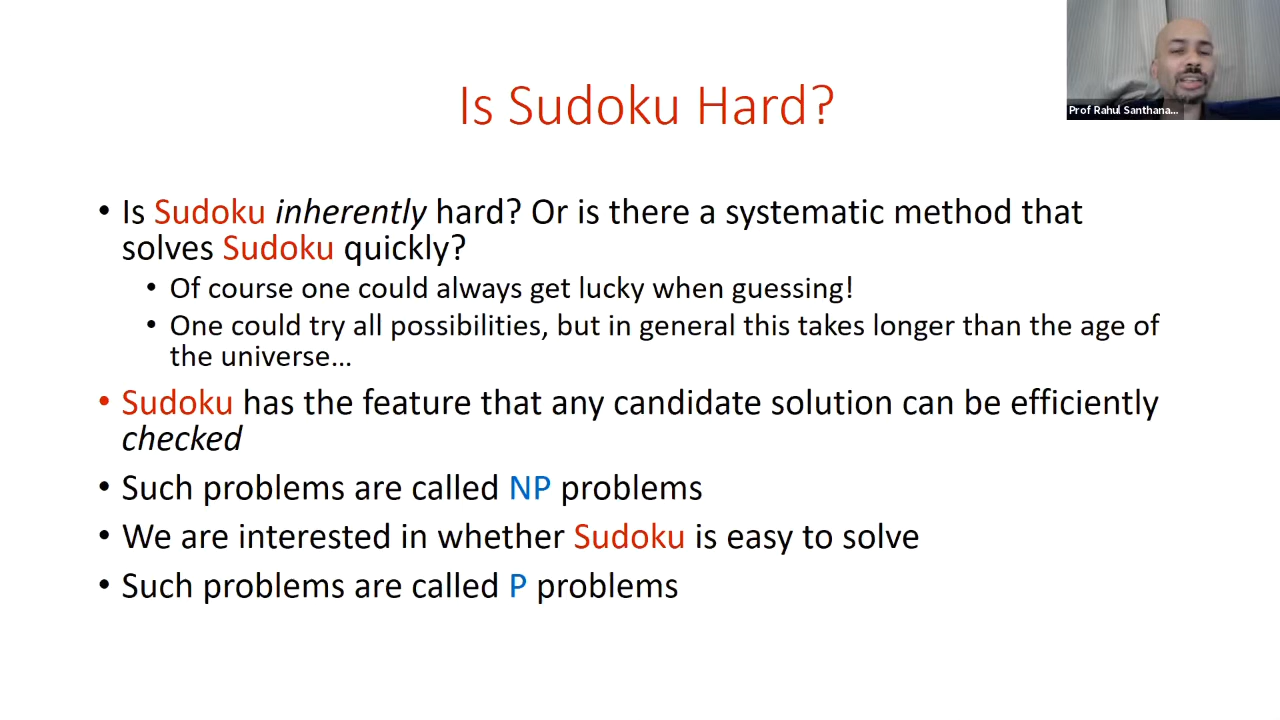 Is Sudoku Hard?
Prof Rahul Santhana...
• Is Sudoku inherently hard? Or is there a systematic method that
solves Sudoku quickly?
• Of course one could always get lucky when guessing!
• One could try all possibilities, but in general this takes longer than the age of
the universe…
• Sudoku has the feature that any candidate solution can be efficiently
checked
• Such problems are called NP problems
• We are interested in whether Sudoku is easy to solve
• Such problems are called P problems